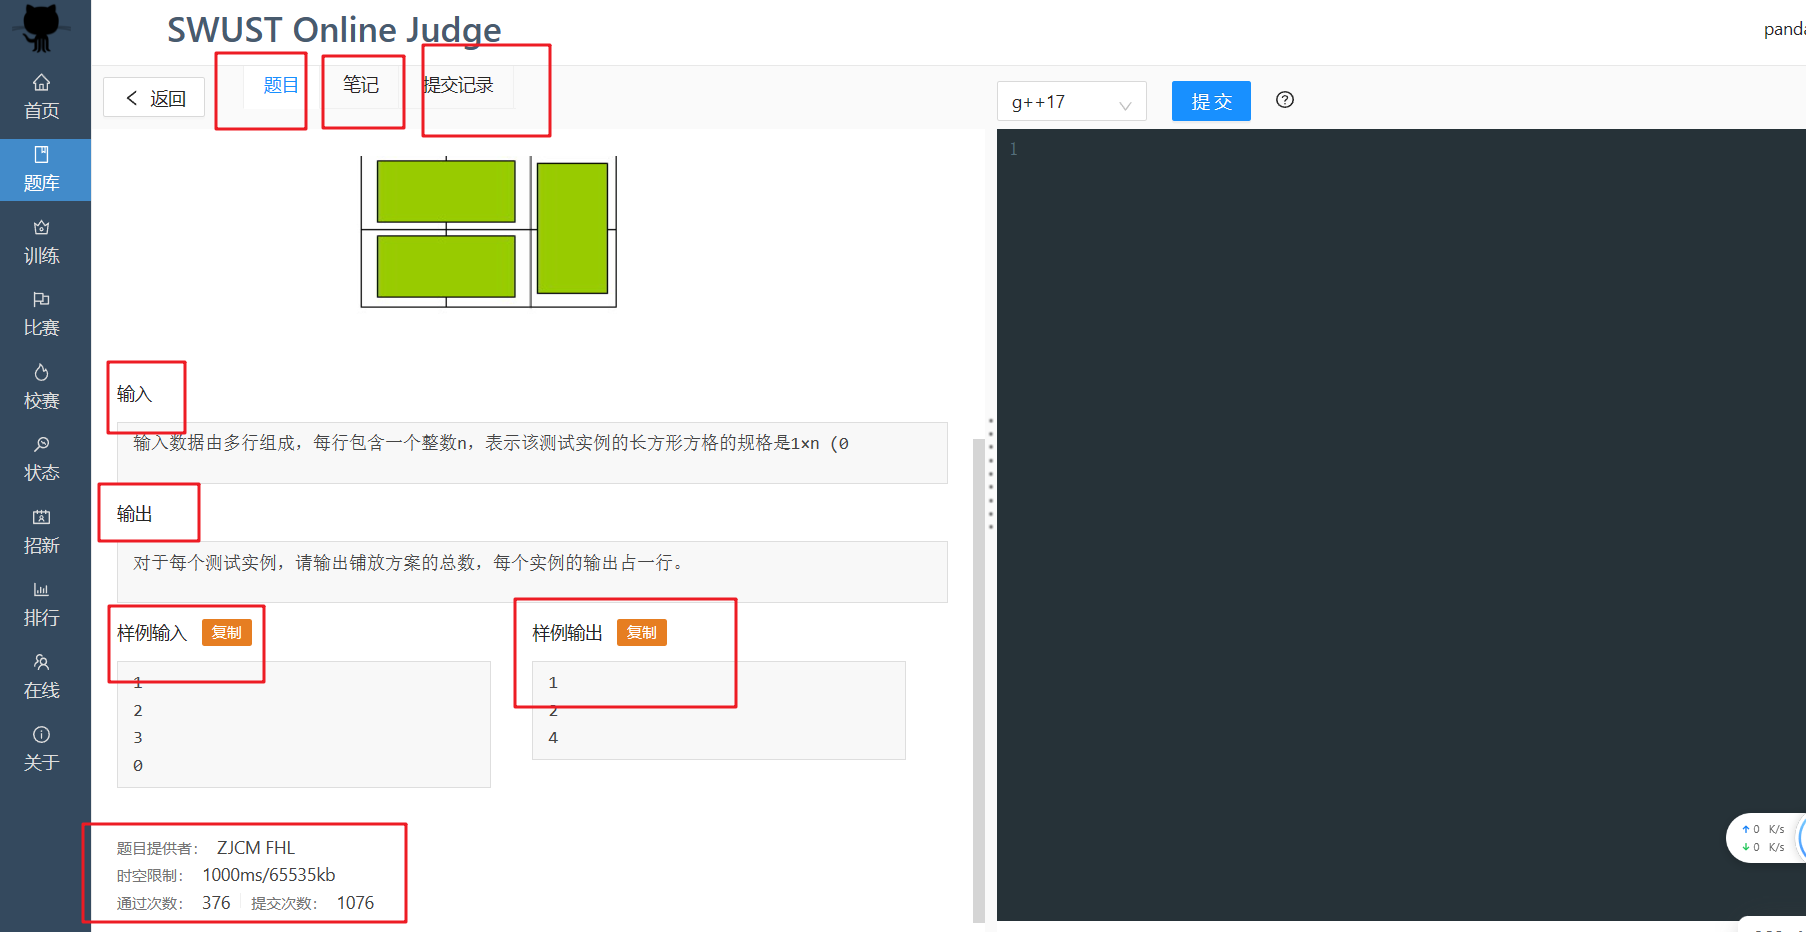 SWUST Online Judge
首页
题库
训练
比赛
校赛
状态
招新
排行
在线
关于
返回
题目
笔记
提交记录
输入
输入数据由多行组成，每行包含一个整数n，表示该测试实例的长方形方格的规格是1×n (0
输出
对于每个测试实例，请输出铺放方案的总数，每个实例的输出占一行。
样例输入 复制
1
2
3
0
样例输出 复制
1
2
4
题目提供者： ZJCM FHL
时空限制： 1000ms/65535kb
通过次数： 376 提交次数： 1076
g++17
提 交
1
0 K/s
0 K/s